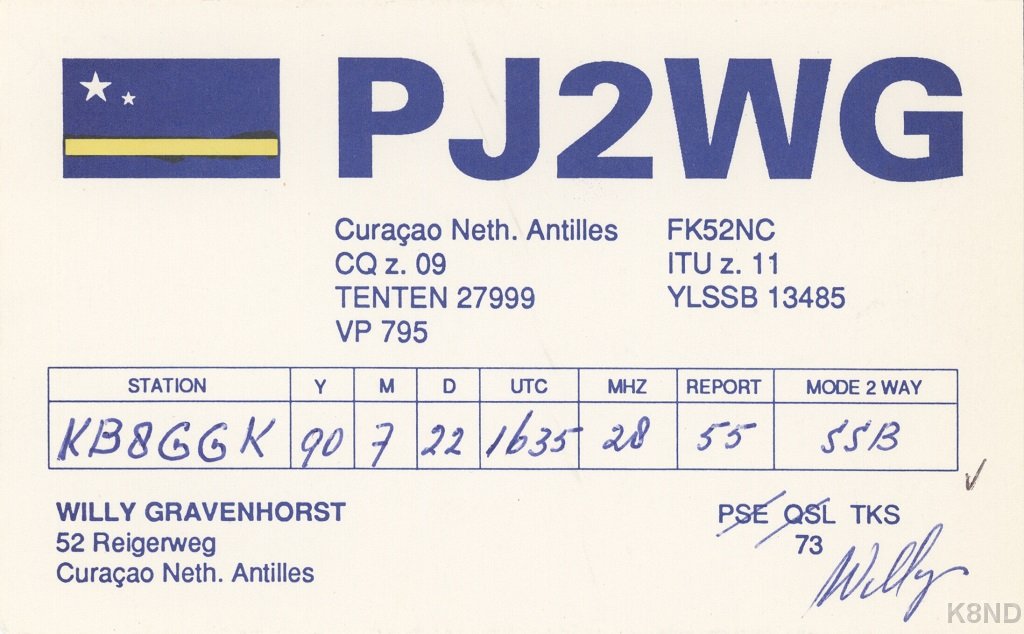 PJ2WG
Curaçao Neth. Antilles FK52NC
CQ z. 09 ITU z. 11
TENTEN 27999 YLSSB 13485
VP 795
STATION Y M D UTC MHZ REPORT MODE 2 WAY
KB8GGK 90 7 22 1635 28 55 SSB
WILLY GRAVENHORST PSE QSL TKS
52 Reigerweg 73
Curaçao Neth. Antilles Willy
K8ND